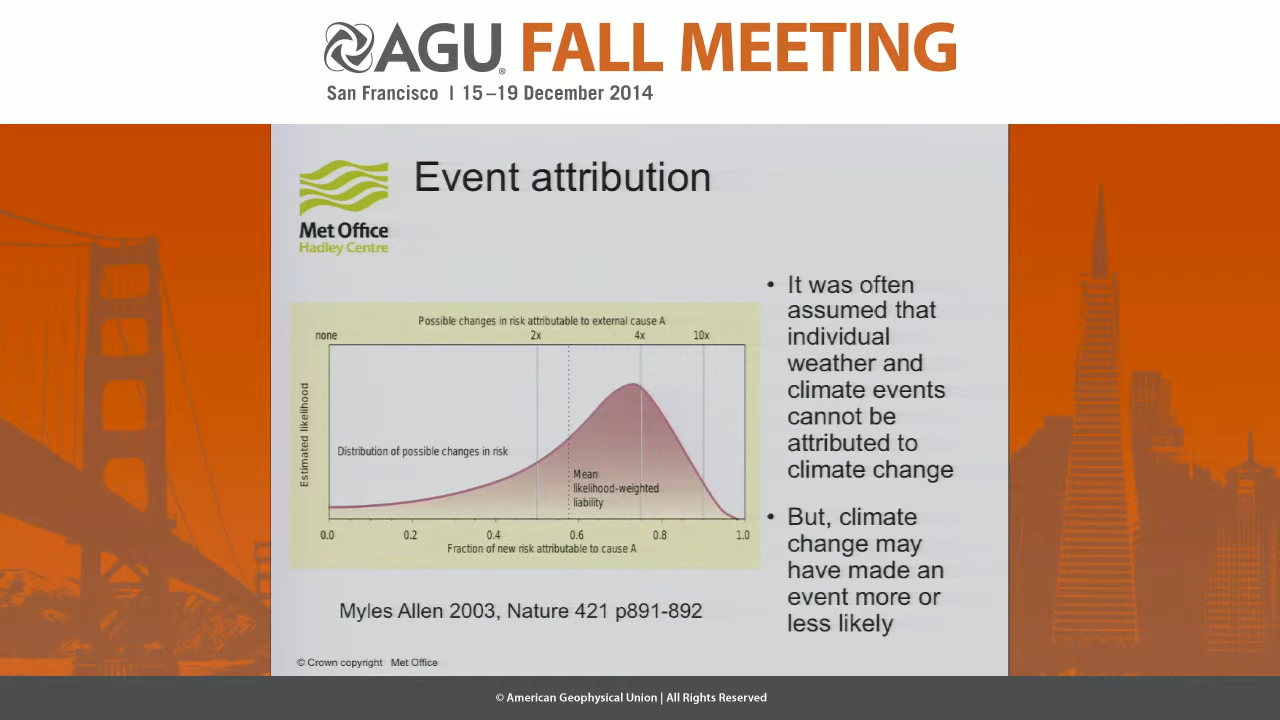 AGU FALL MEETING
San Francisco | 15–19 December 2014
Event attribution
Met Office
Hadley Centre
Possible changes in risk attributable to external cause A
none 2x 4x 10x
Estimated likelihood
Distribution of possible changes in risk
Mean
likelihood-weighted
liability
0.0 0.2 0.4 0.6 0.8 1.0
Fraction of new risk attributable to cause A
Myles Allen 2003, Nature 421 p891-892
• It was often
assumed that
individual
weather and
climate events
cannot be
attributed to
climate change
• But, climate
change may
have made an
event more or
less likely
© Crown copyright Met Office
© American Geophysical Union | All Rights Reserved